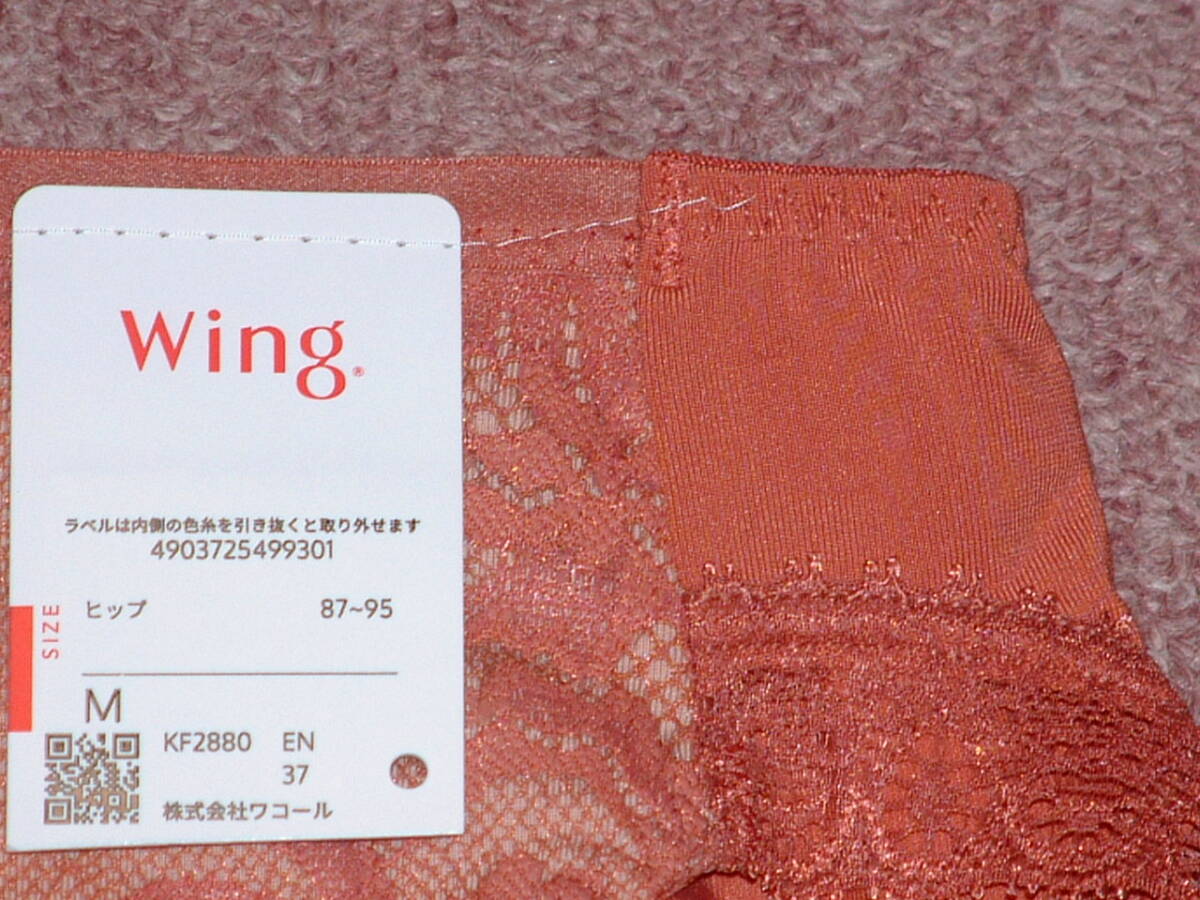 Wing®
ラベルは内側の色糸を引き抜くと取り外せます
4903725499301
SIZE
ヒップ 87~95
M
KF2880 EN
37
株式会社ワコール